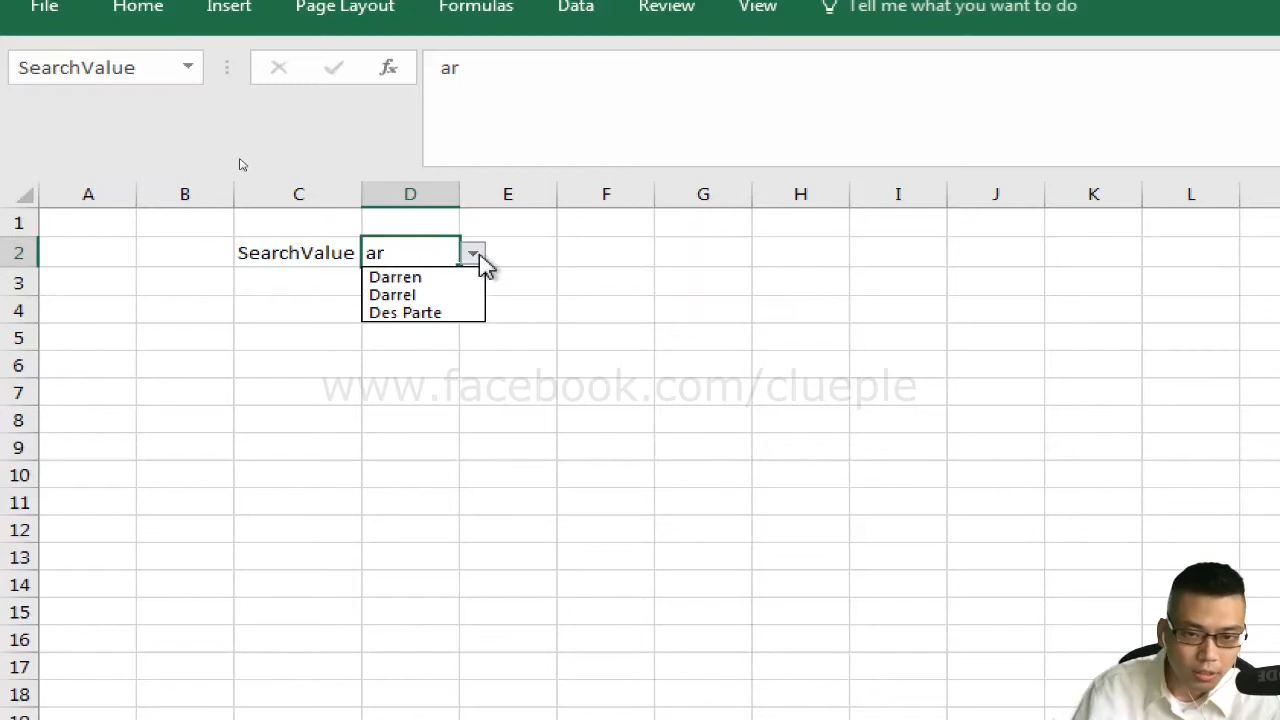 File Home Insert Page Layout Formulas Data Review View Tell me what you want to do
SearchValue fx ar
A B C D E F G H I J K L
1
2 SearchValue ar
Darren
3
Darrel
4 Des Parte
5
6
www.facebook.com/clueple
7
8
9
10
11
12
13
14
15
16
17
18